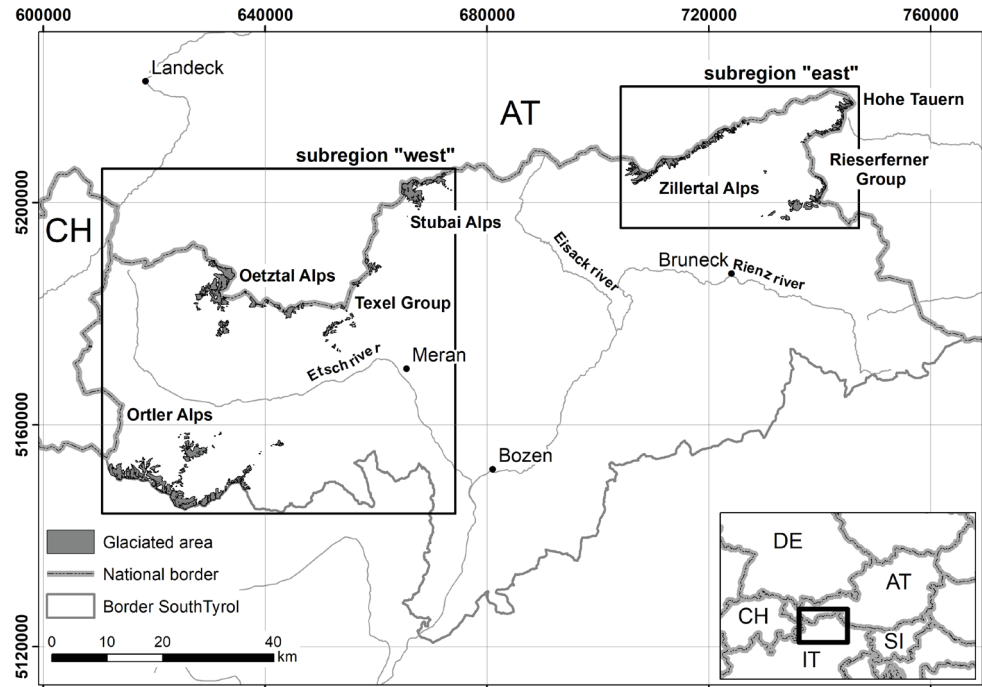 600000
640000
680000
720000
760000
Landeck
subregion "east"
AT
Hohe Tauern
subregion "west"
Rieserferner
Group
Zillertal Alps
5200000
CH
Stubai Alps
Eisack river
Bruneck
Rienz river
Oetztal Alps
Texel Group
Etsch river
Meran
Ortler Alps
5160000
Bozen
Glaciated area
National border
Border SouthTyrol
0
10
20
40
km
5120000
DE
AT
CH
SI
IT